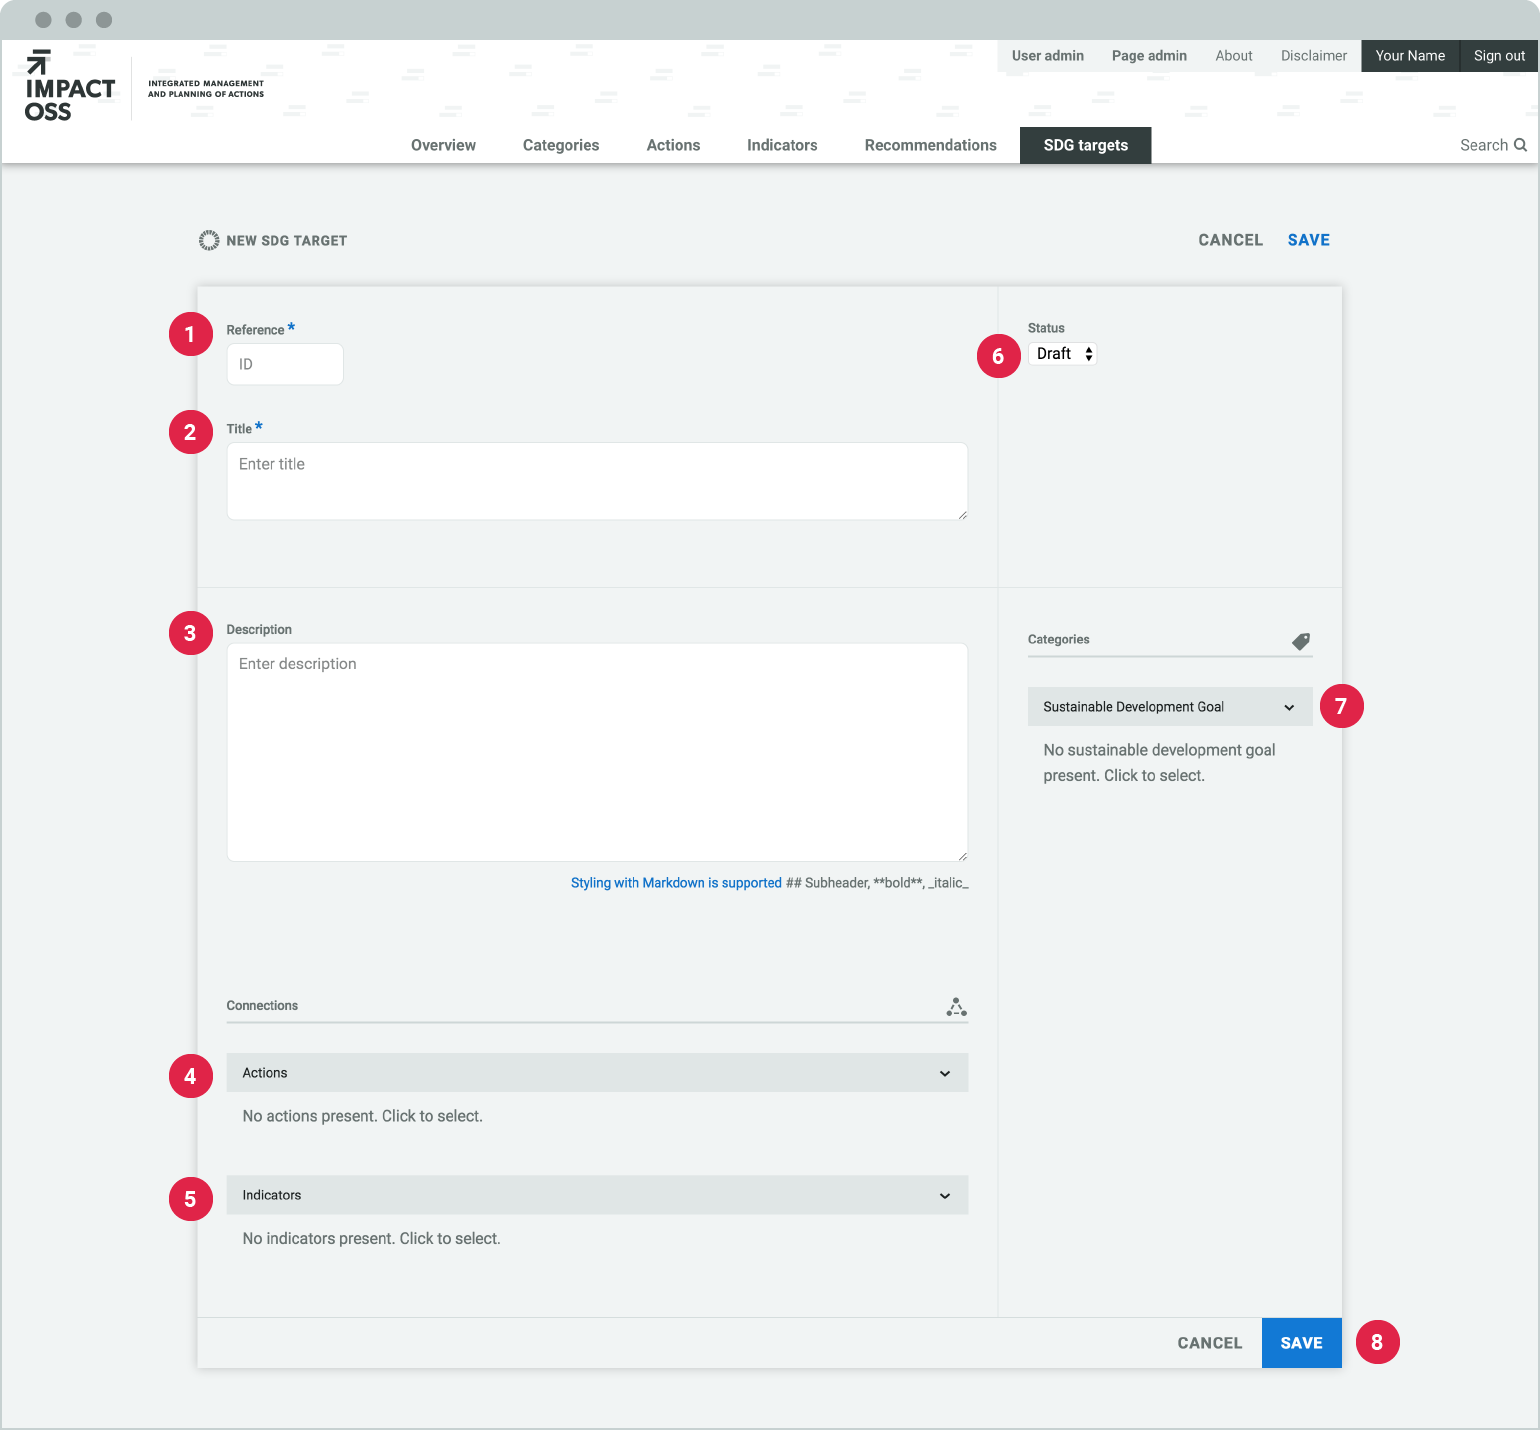 User admin Page admin About Disclaimer Your Name Sign out
IMPACT
OSS
INTEGRATED MANAGEMENT
AND PLANNING OF ACTIONS
Overview Categories Actions Indicators Recommendations SDG targets Search
NEW SDG TARGET CANCEL SAVE
1 Reference *
ID
6 Status
Draft
2 Title *
Enter title
3 Description
Enter description
Categories
Sustainable Development Goal 7
No sustainable development goal
present. Click to select.
Styling with Markdown is supported ## Subheader, **bold**, _italic_
Connections
4 Actions
No actions present. Click to select.
5 Indicators
No indicators present. Click to select.
CANCEL SAVE 8